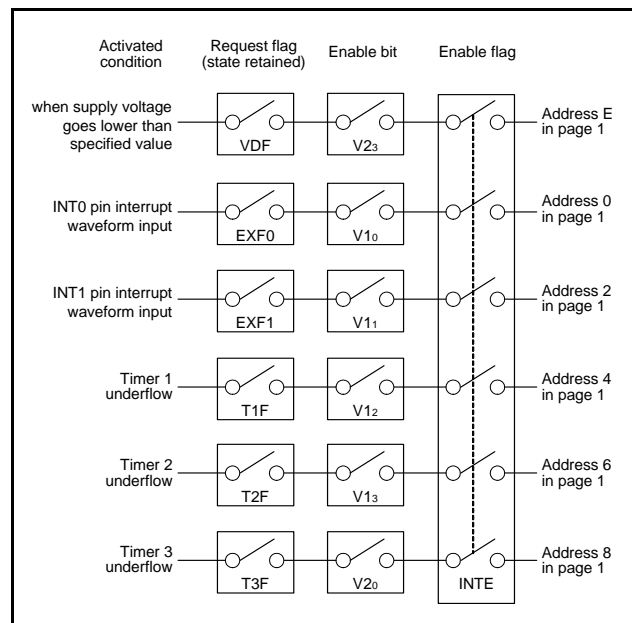 Activated condition
Request flag (state retained)
Enable bit
Enable flag
when supply voltage
goes lower than
specified value
VDF
V23
Address E
in page 1
INT0 pin interrupt
waveform input
EXF0
V10
Address 0
in page 1
INT1 pin interrupt
waveform input
EXF1
V11
Address 2
in page 1
Timer 1
underflow
T1F
V12
Address 4
in page 1
Timer 2
underflow
T2F
V13
Address 6
in page 1
Timer 3
underflow
T3F
V20
INTE
Address 8
in page 1